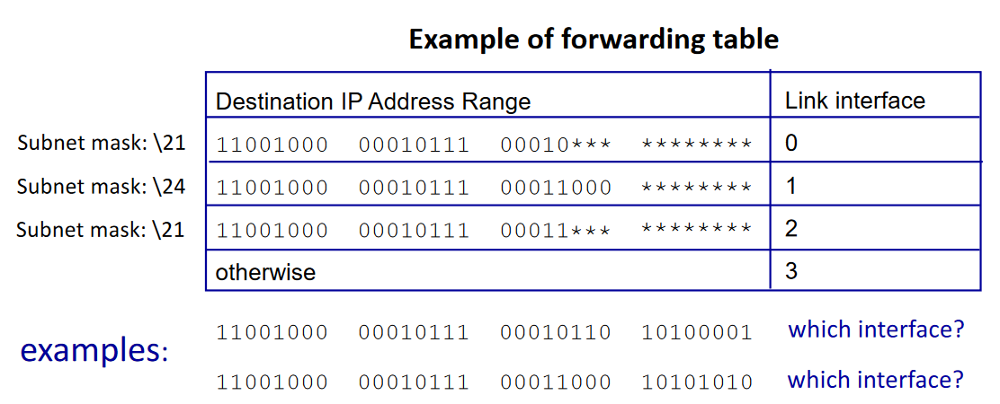 Example of forwarding table
Destination IP Address Range Link interface
Subnet mask: \21 11001000 00010111 00010*** ******** 0
Subnet mask: \24 11001000 00010111 00011000 ******** 1
Subnet mask: \21 11001000 00010111 00011*** ******** 2
otherwise 3
examples: 11001000 00010111 00010110 10100001 which interface?
11001000 00010111 00011000 10101010 which interface?